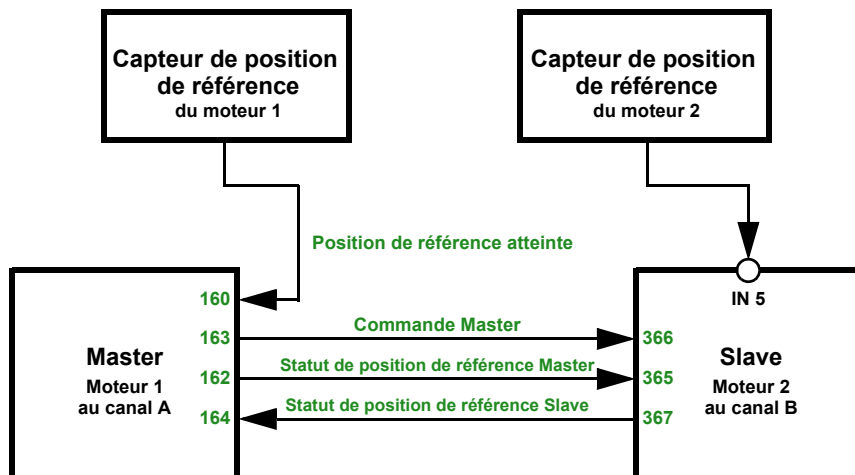 Capteur de position
de référence
du moteur 1
Capteur de position
de référence
du moteur 2
Position de référence atteinte
160
IN 5
163
Commande Master
366
Master
Moteur 1
au canal A
162
Statut de position de référence Master
365
Slave
Moteur 2
au canal B
164
Statut de position de référence Slave
367